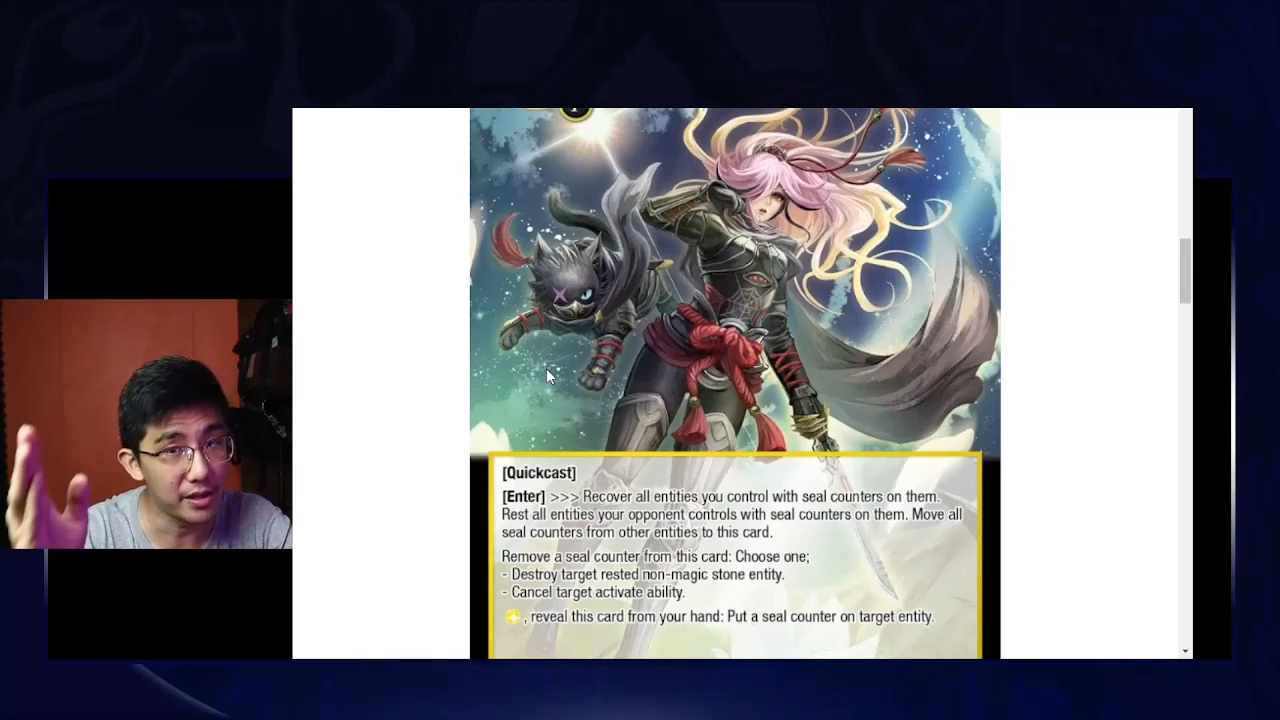 [Quickcast]
[Enter] >>> Recover all entities you control with seal counters on them.
Rest all entities your opponent controls with seal counters on them. Move all
seal counters from other entities to this card.
Remove a seal counter from this card: Choose one;
- Destroy target rested non-magic stone entity.
- Cancel target activate ability.
, reveal this card from your hand: Put a seal counter on target entity.